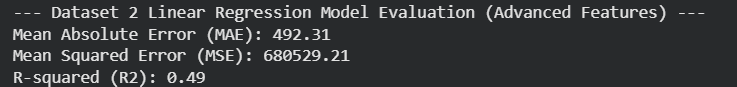 --- Dataset 2 Linear Regression Model Evaluation (Advanced Features) ---
Mean Absolute Error (MAE): 492.31
Mean Squared Error (MSE): 680529.21
R-squared (R2): 0.49